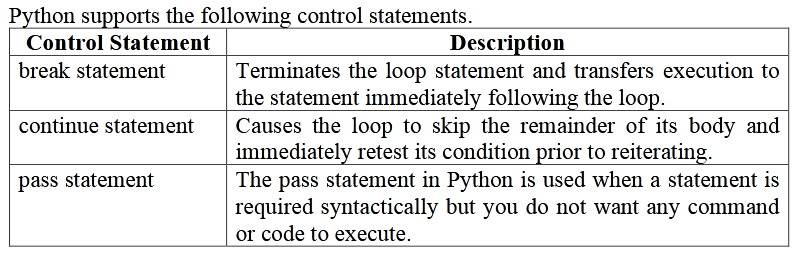 Python supports the following control statements.
Control Statement Description
break statement Terminates the loop statement and transfers execution to
the statement immediately following the loop.
continue statement Causes the loop to skip the remainder of its body and
immediately retest its condition prior to reiterating.
pass statement The pass statement in Python is used when a statement is
required syntactically but you do not want any command
or code to execute.